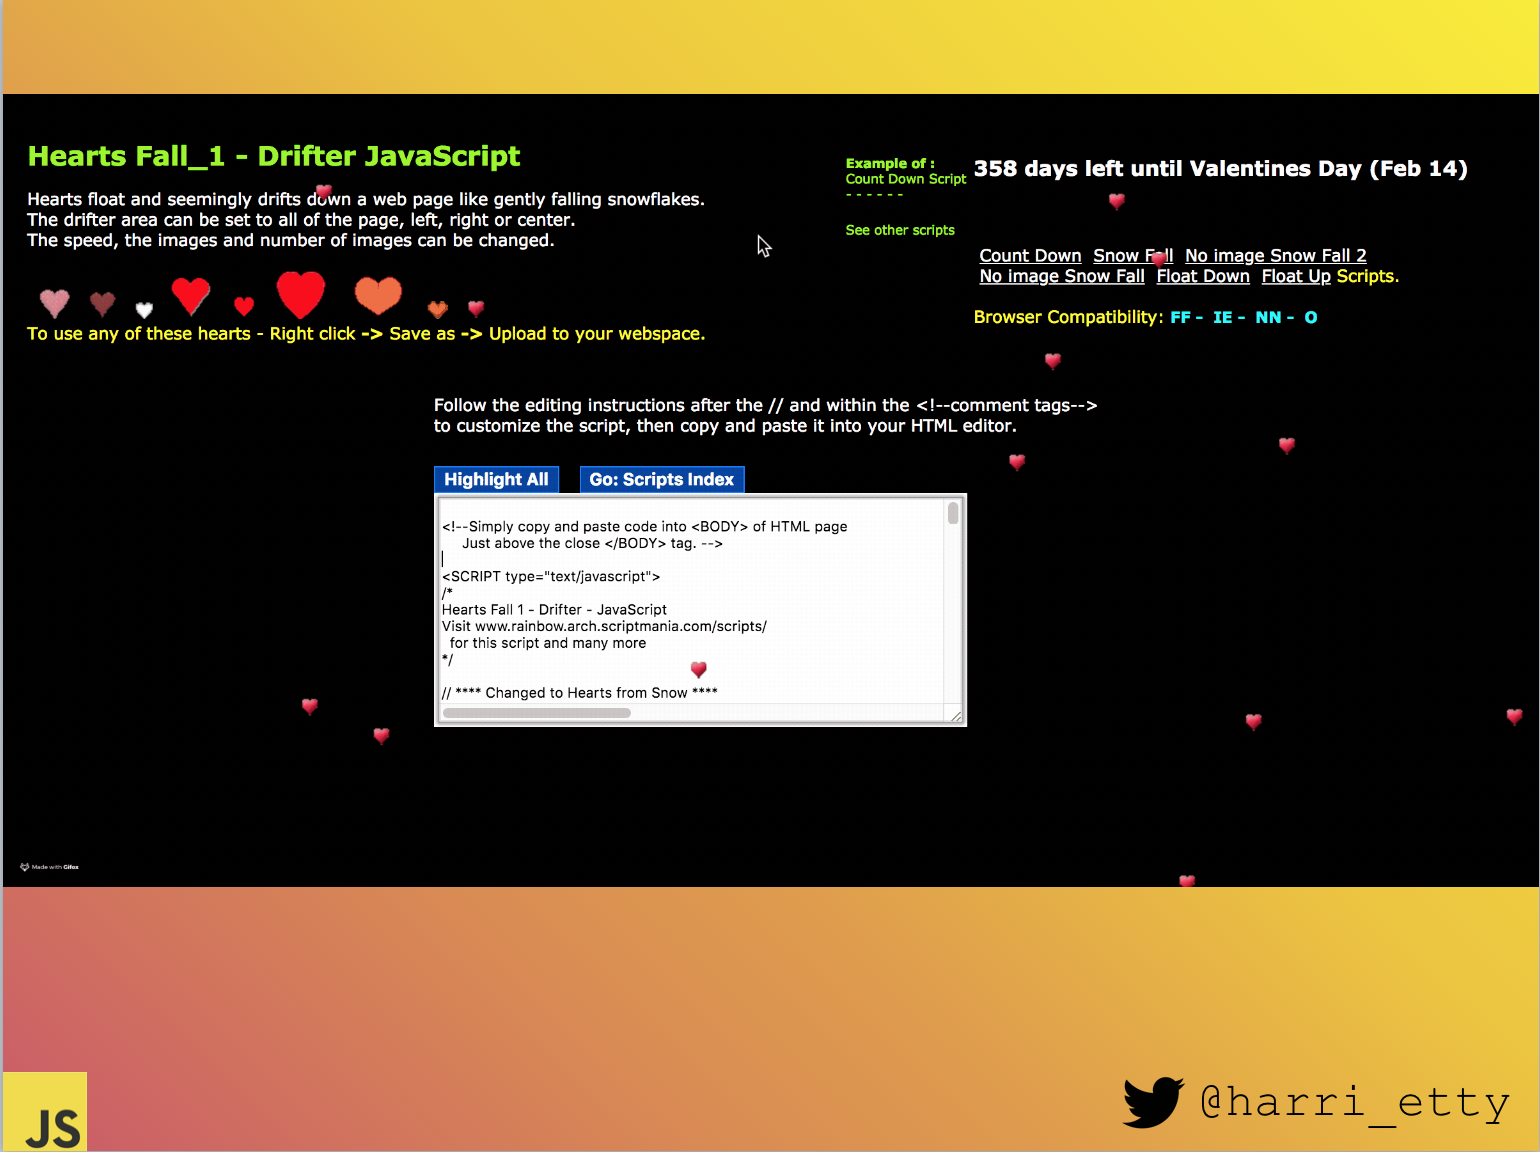 Hearts Fall_1 - Drifter JavaScript
Hearts float and seemingly drifts down a web page like gently falling snowflakes.
The drifter area can be set to all of the page, left, right or center.
The speed, the images and number of images can be changed.
To use any of these hearts - Right click -> Save as -> Upload to your webspace.
Example of :
Count Down Script
- - - - - -
See other scripts
358 days left until Valentines Day (Feb 14)
Count Down Snow Fall No image Snow Fall 2
No image Snow Fall Float Down Float Up Scripts.
Browser Compatibility: FF - IE - NN - O
Follow the editing instructions after the // and within the <!--comment tags-->
to customize the script, then copy and paste it into your HTML editor.
Highlight All Go: Scripts Index
<!--Simply copy and paste code into <BODY> of HTML page
Just above the close </BODY> tag. -->
<SCRIPT type="text/javascript">
/*
Hearts Fall 1 - Drifter - JavaScript
Visit www.rainbow.arch.scriptmania.com/scripts/
for this script and many more
*/
// **** Changed to Hearts from Snow ****
Made with Gifox
JS
@harri_etty